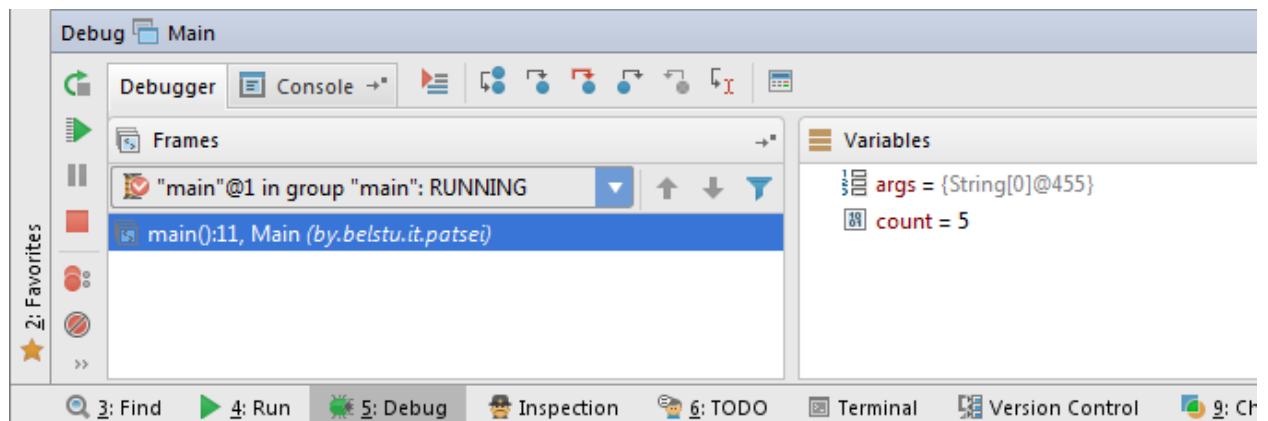 Debug Main
Debugger Console
Frames
Variables
"main"@1 in group "main": RUNNING
main():11, Main (by.belstu.it.patsei)
args = {String[0]@455}
count = 5
2: Favorites
3: Find 4: Run 5: Debug Inspection 6: TODO Terminal Version Control 9: Ch